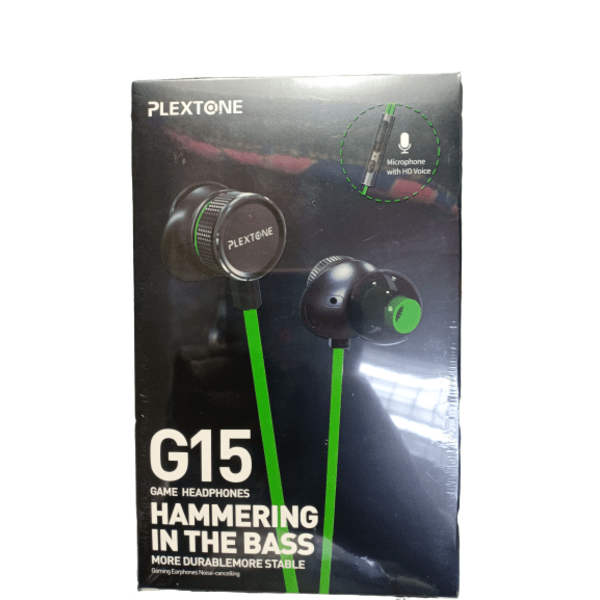 PLEXTONE
Microphone
with HD Voice
PLEXTONE
G15
GAME HEADPHONES
HAMMERING
IN THE BASS
MORE DURABLEMORE STABLE
Gaming Earphones Noise-cancelling